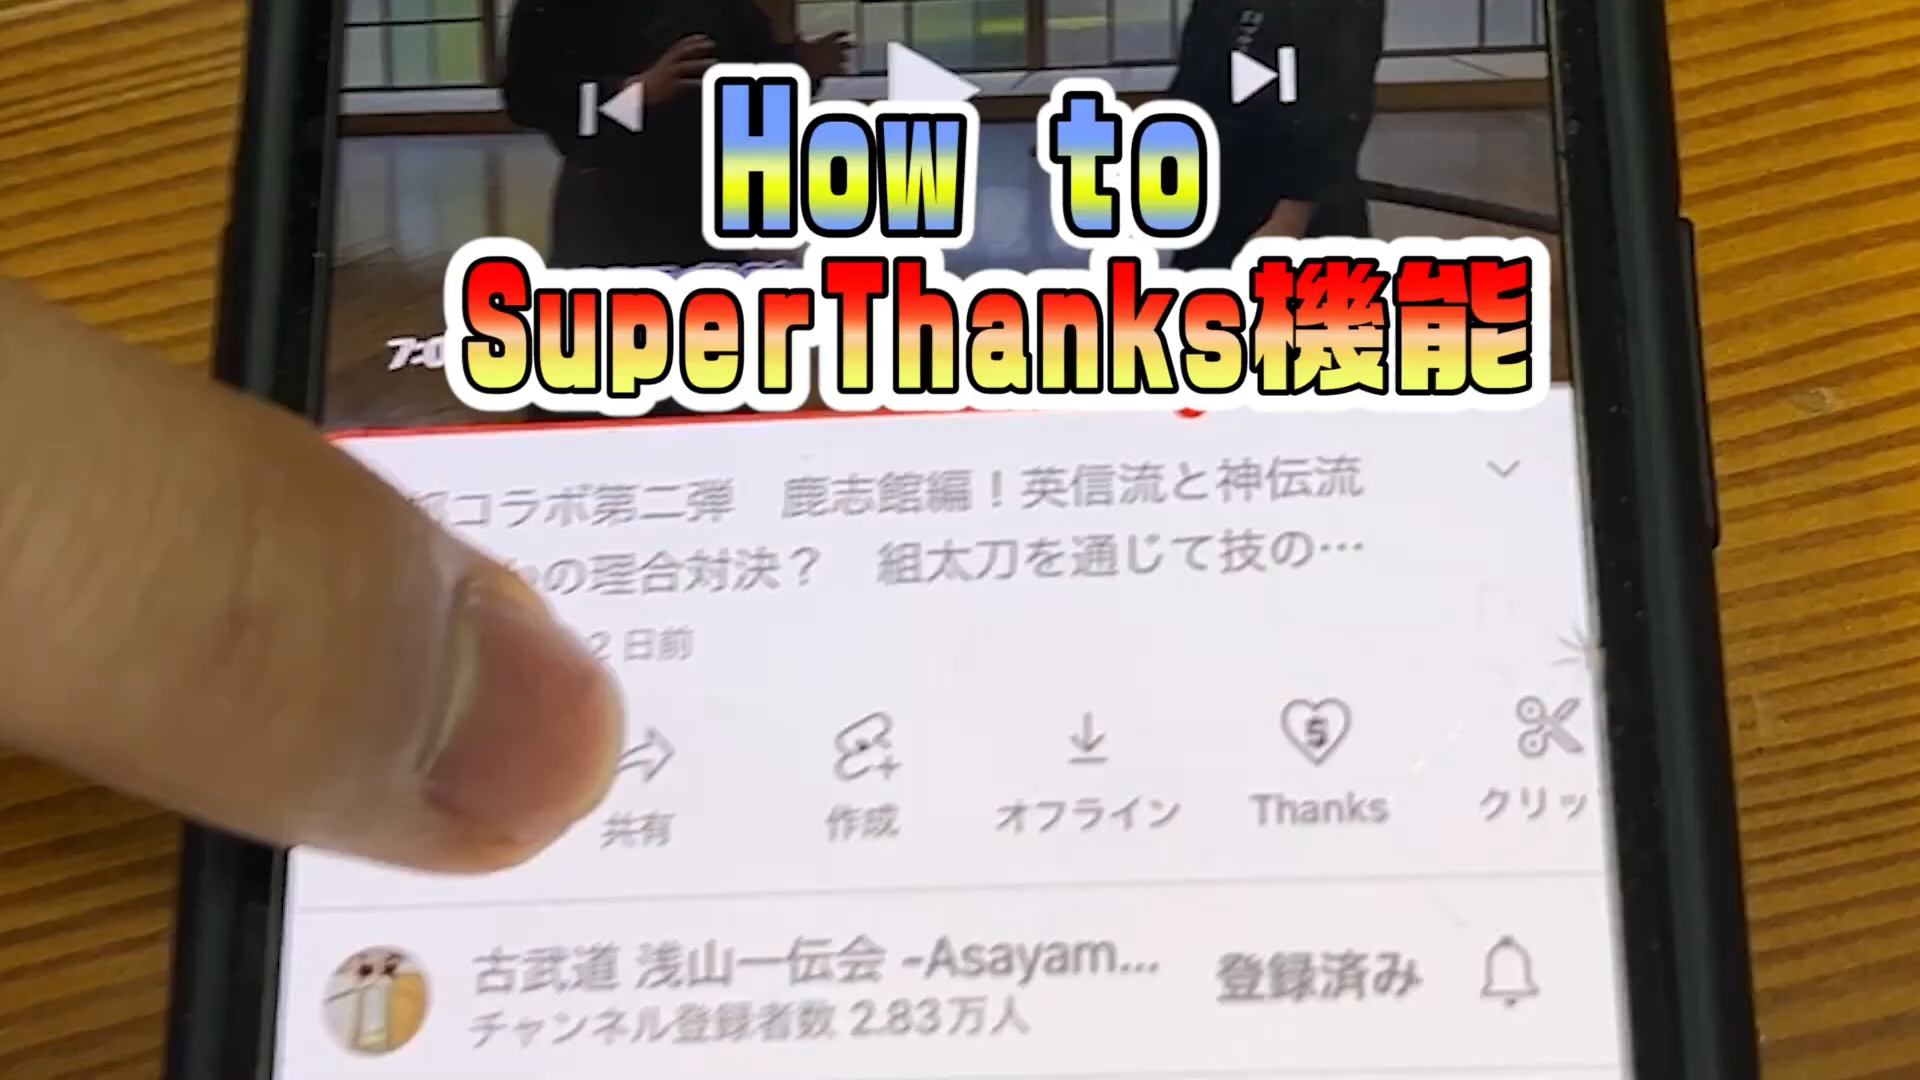 How to
SuperThanks機能
コラボ第二弾 鹿志館編！英信流と神伝流
の理合対決？ 組太刀を通じて技の…
2 日前
共有
作成
オフライン
Thanks
クリッ
古武道 浅山一伝会 -Asayam...
登録済み
チャンネル登録者数 2.83万人